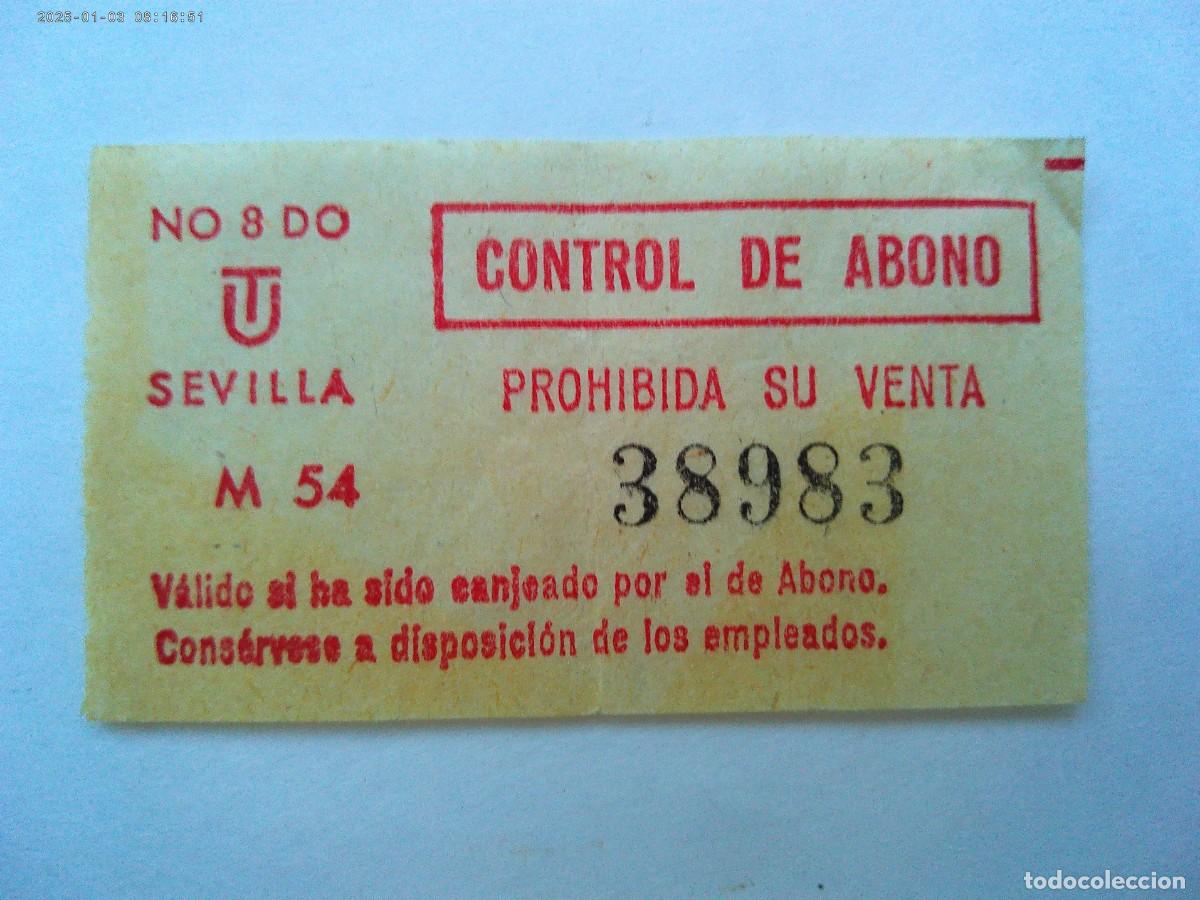 2025-01-03 06:16:51
NO 8 DO
CONTROL DE ABONO
TU
SEVILLA
PROHIBIDA SU VENTA
M 54
38983
Válido si ha sido canjeado por el de Abono.
Consérvese a disposición de los empleados.
todocoleccion